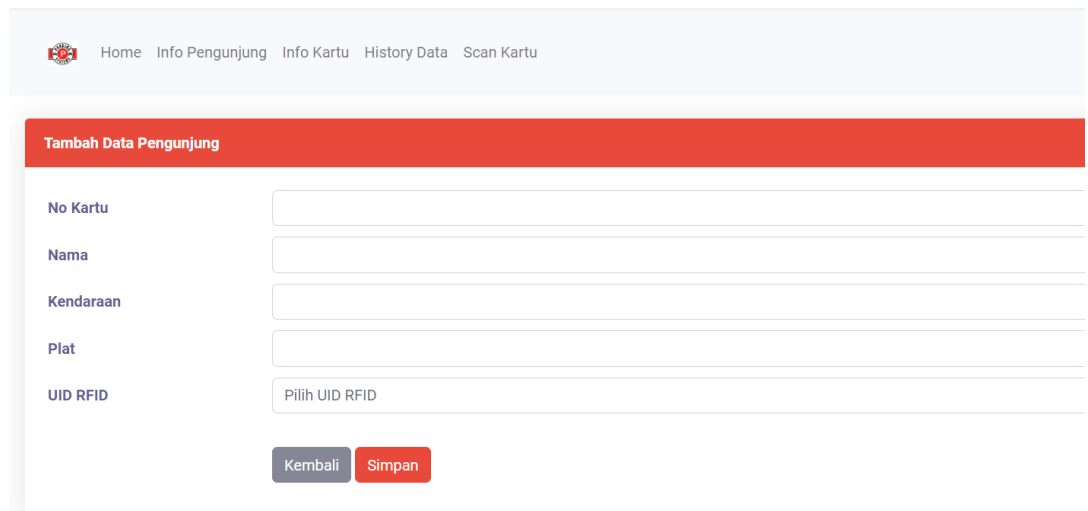 Home Info Pengunjung Info Kartu History Data Scan Kartu
Tambah Data Pengunjung
No Kartu
Nama
Kendaraan
Plat
UID RFID Pilih UID RFID
Kembali Simpan